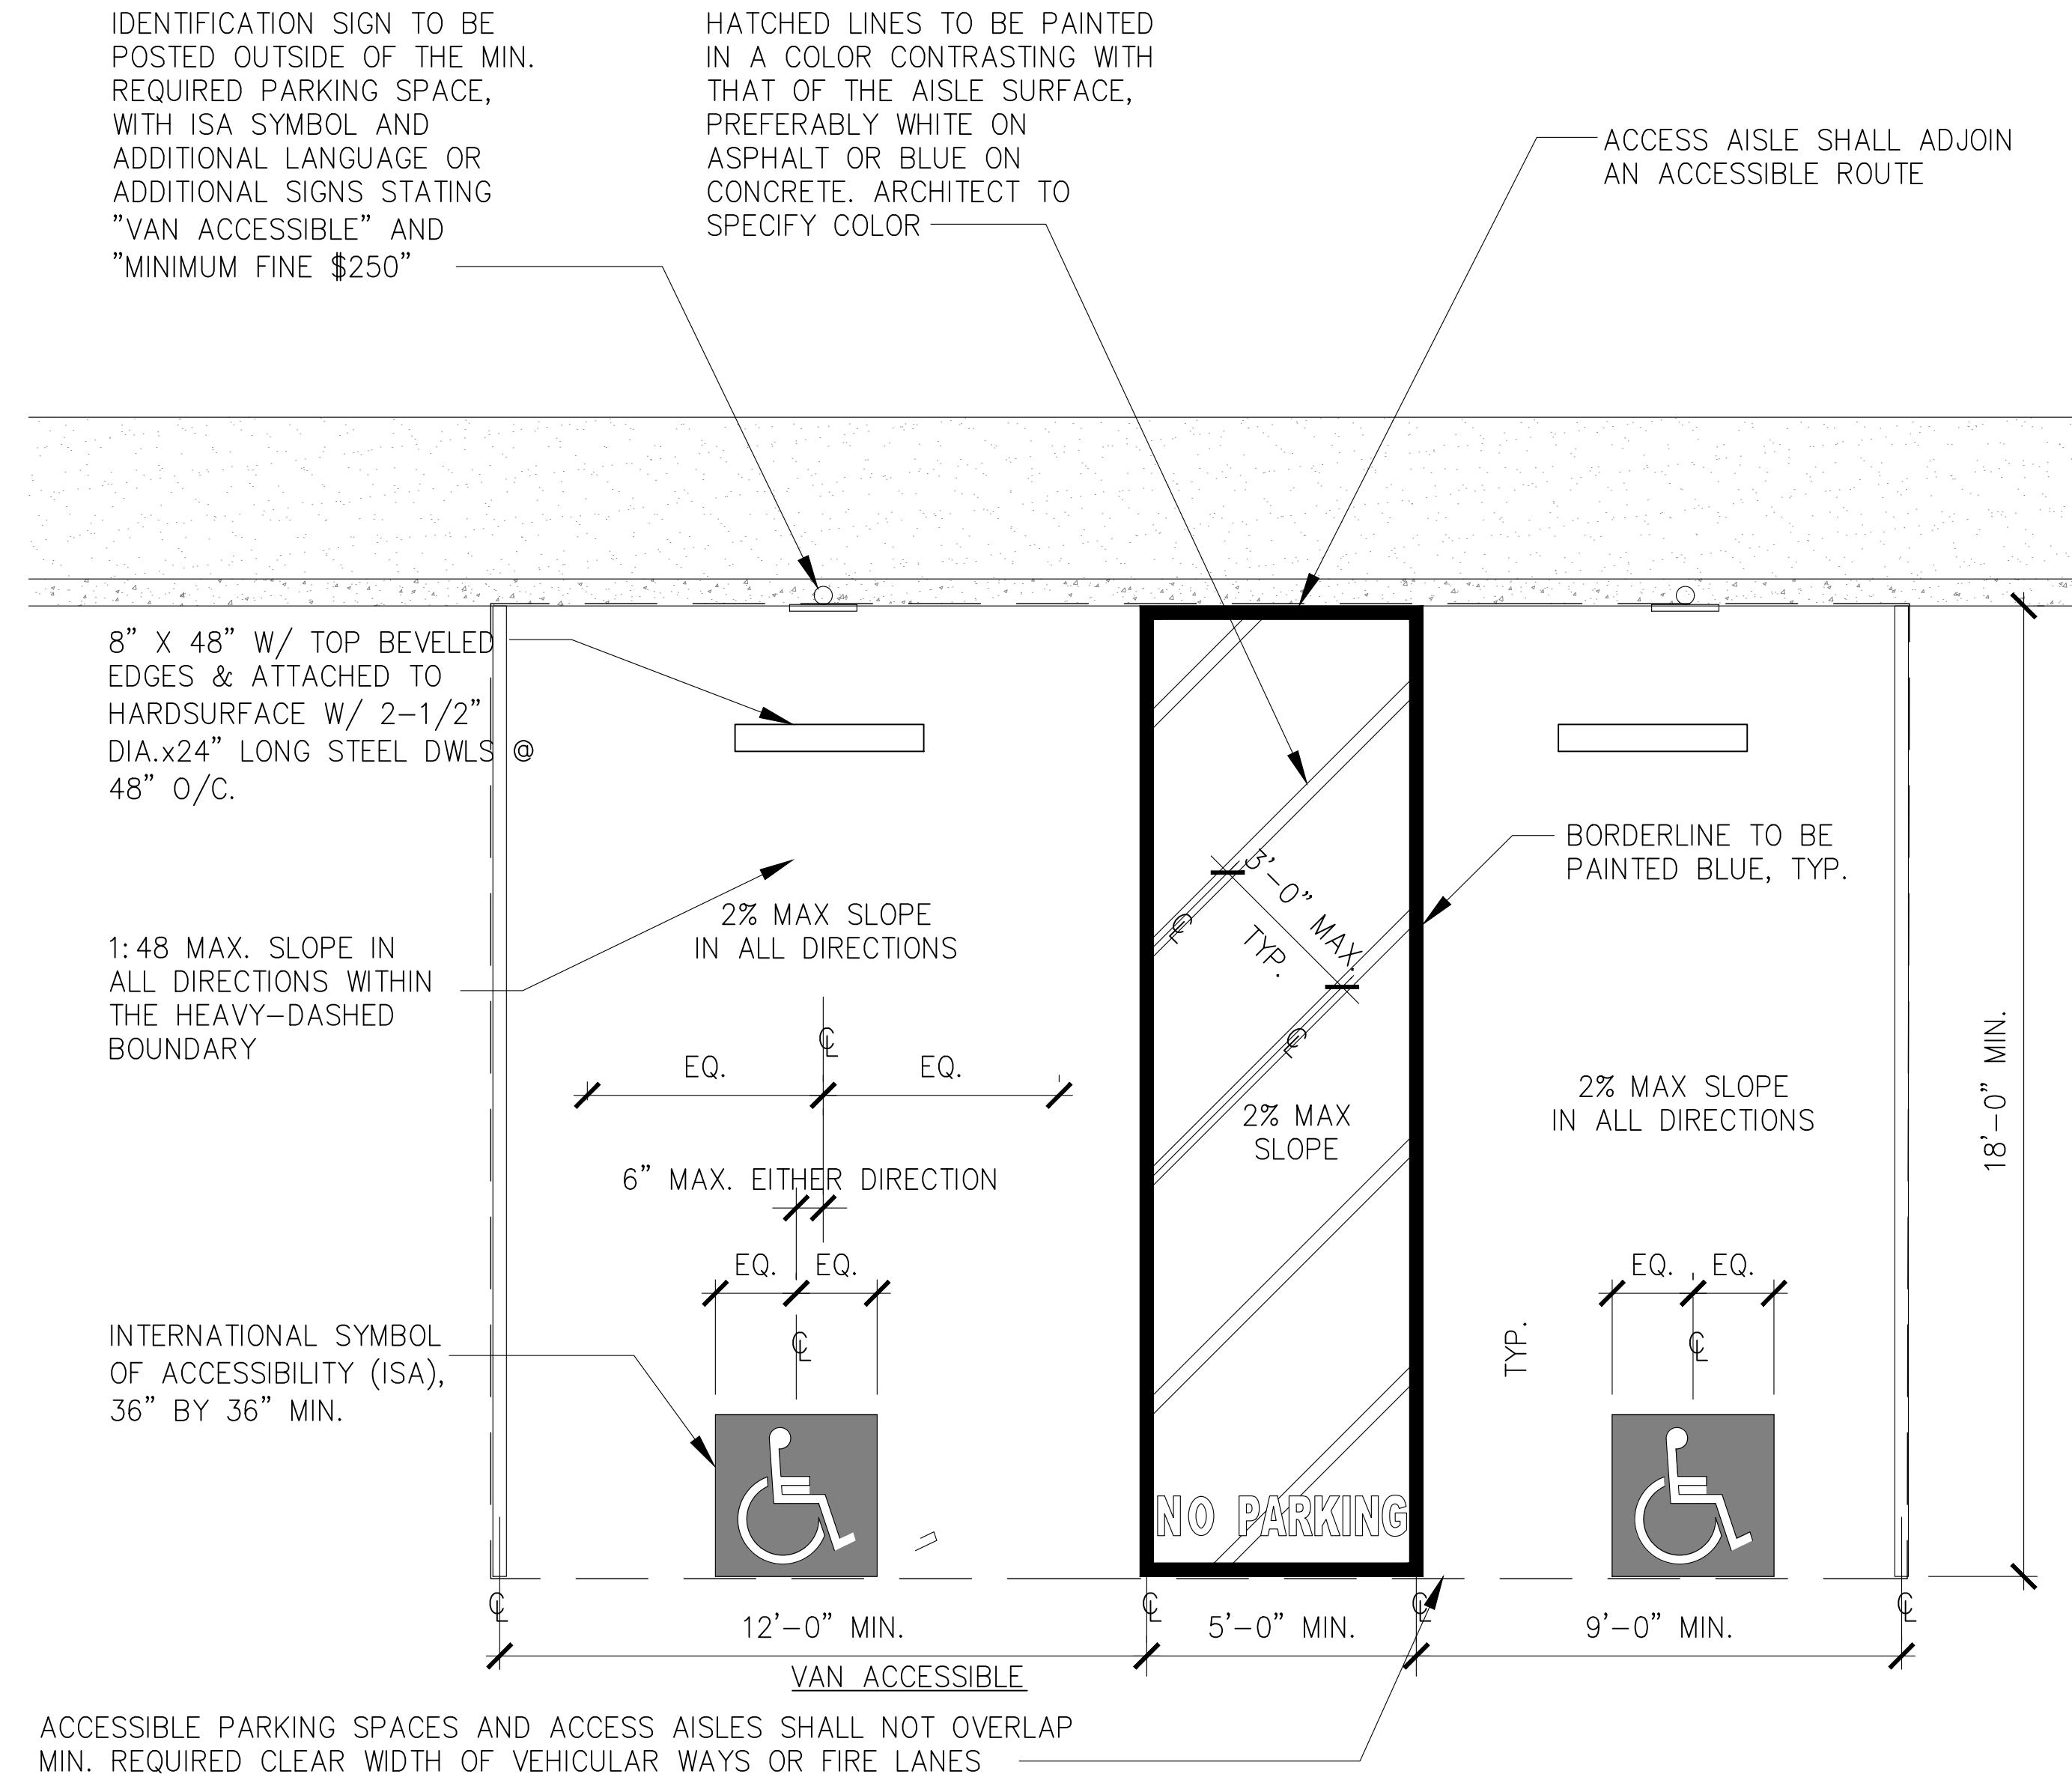 IDENTIFICATION SIGN TO BE
POSTED OUTSIDE OF THE MIN.
REQUIRED PARKING SPACE,
WITH ISA SYMBOL AND
ADDITIONAL LANGUAGE OR
ADDITIONAL SIGNS STATING
"VAN ACCESSIBLE" AND
"MINIMUM FINE $250"
HATCHED LINES TO BE PAINTED
IN A COLOR CONTRASTING WITH
THAT OF THE AISLE SURFACE,
PREFERABLY WHITE ON
ASPHALT OR BLUE ON
CONCRETE. ARCHITECT TO
SPECIFY COLOR
ACCESS AISLE SHALL ADJOIN
AN ACCESSIBLE ROUTE
8" X 48" W/ TOP BEVELED
EDGES & ATTACHED TO
HARDSURFACE W/ 2-1/2"
DIA.x24" LONG STEEL DWLS @
48" O/C.
BORDERLINE TO BE
PAINTED BLUE, TYP.
3'-0" MAX.
TYP.
℄
℄
1:48 MAX. SLOPE IN
ALL DIRECTIONS WITHIN
THE HEAVY-DASHED
BOUNDARY
2% MAX SLOPE
IN ALL DIRECTIONS
℄
EQ.
EQ.
2% MAX
SLOPE
2% MAX SLOPE
IN ALL DIRECTIONS
18'-0" MIN.
6" MAX. EITHER DIRECTION
EQ.
EQ.
℄
TYP.
EQ.
EQ.
℄
INTERNATIONAL SYMBOL
OF ACCESSIBILITY (ISA),
36" BY 36" MIN.
NO PARKING
℄
℄
℄
℄
12'-0" MIN.
5'-0" MIN.
9'-0" MIN.
VAN ACCESSIBLE
ACCESSIBLE PARKING SPACES AND ACCESS AISLES SHALL NOT OVERLAP
MIN. REQUIRED CLEAR WIDTH OF VEHICULAR WAYS OR FIRE LANES